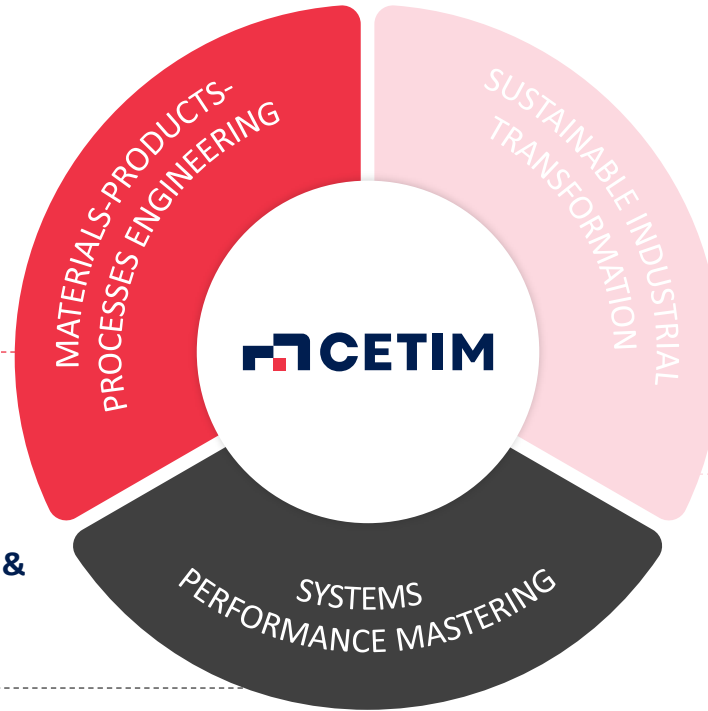 MATERIALS-PRODUCTS-
PROCESSES ENGINEERING
SUSTAINABLE INDUSTRIAL
TRANSFORMATION
CETIM
&
SYSTEMS
PERFORMANCE MASTERING